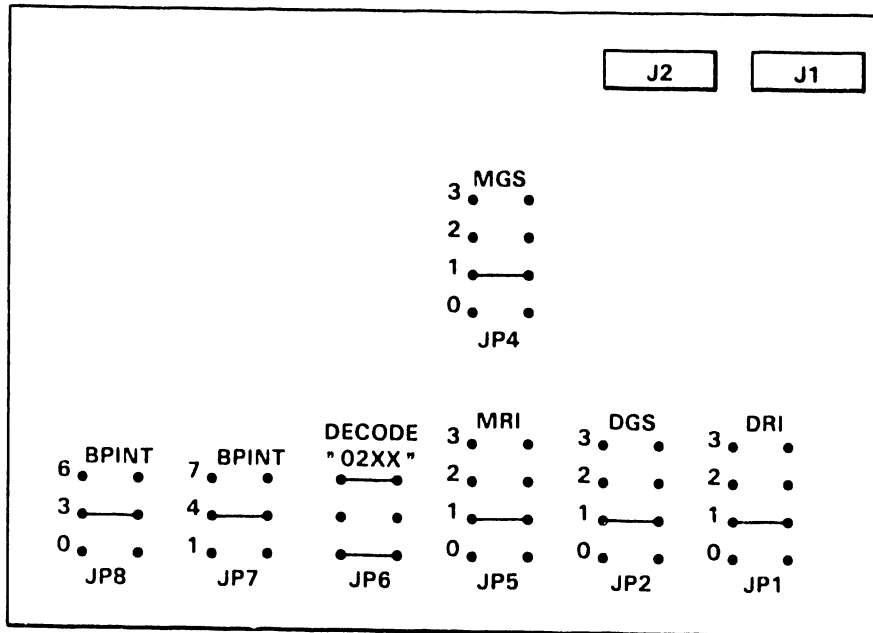 J2 J1
MGS
3
2
1
0
JP4
BPINT
6
3
0
JP8
BPINT
7
4
1
JP7
DECODE
"02XX"
JP6
MRI
3
2
1
0
JP5
DGS
3
2
1
0
JP2
DRI
3
2
1
0
JP1